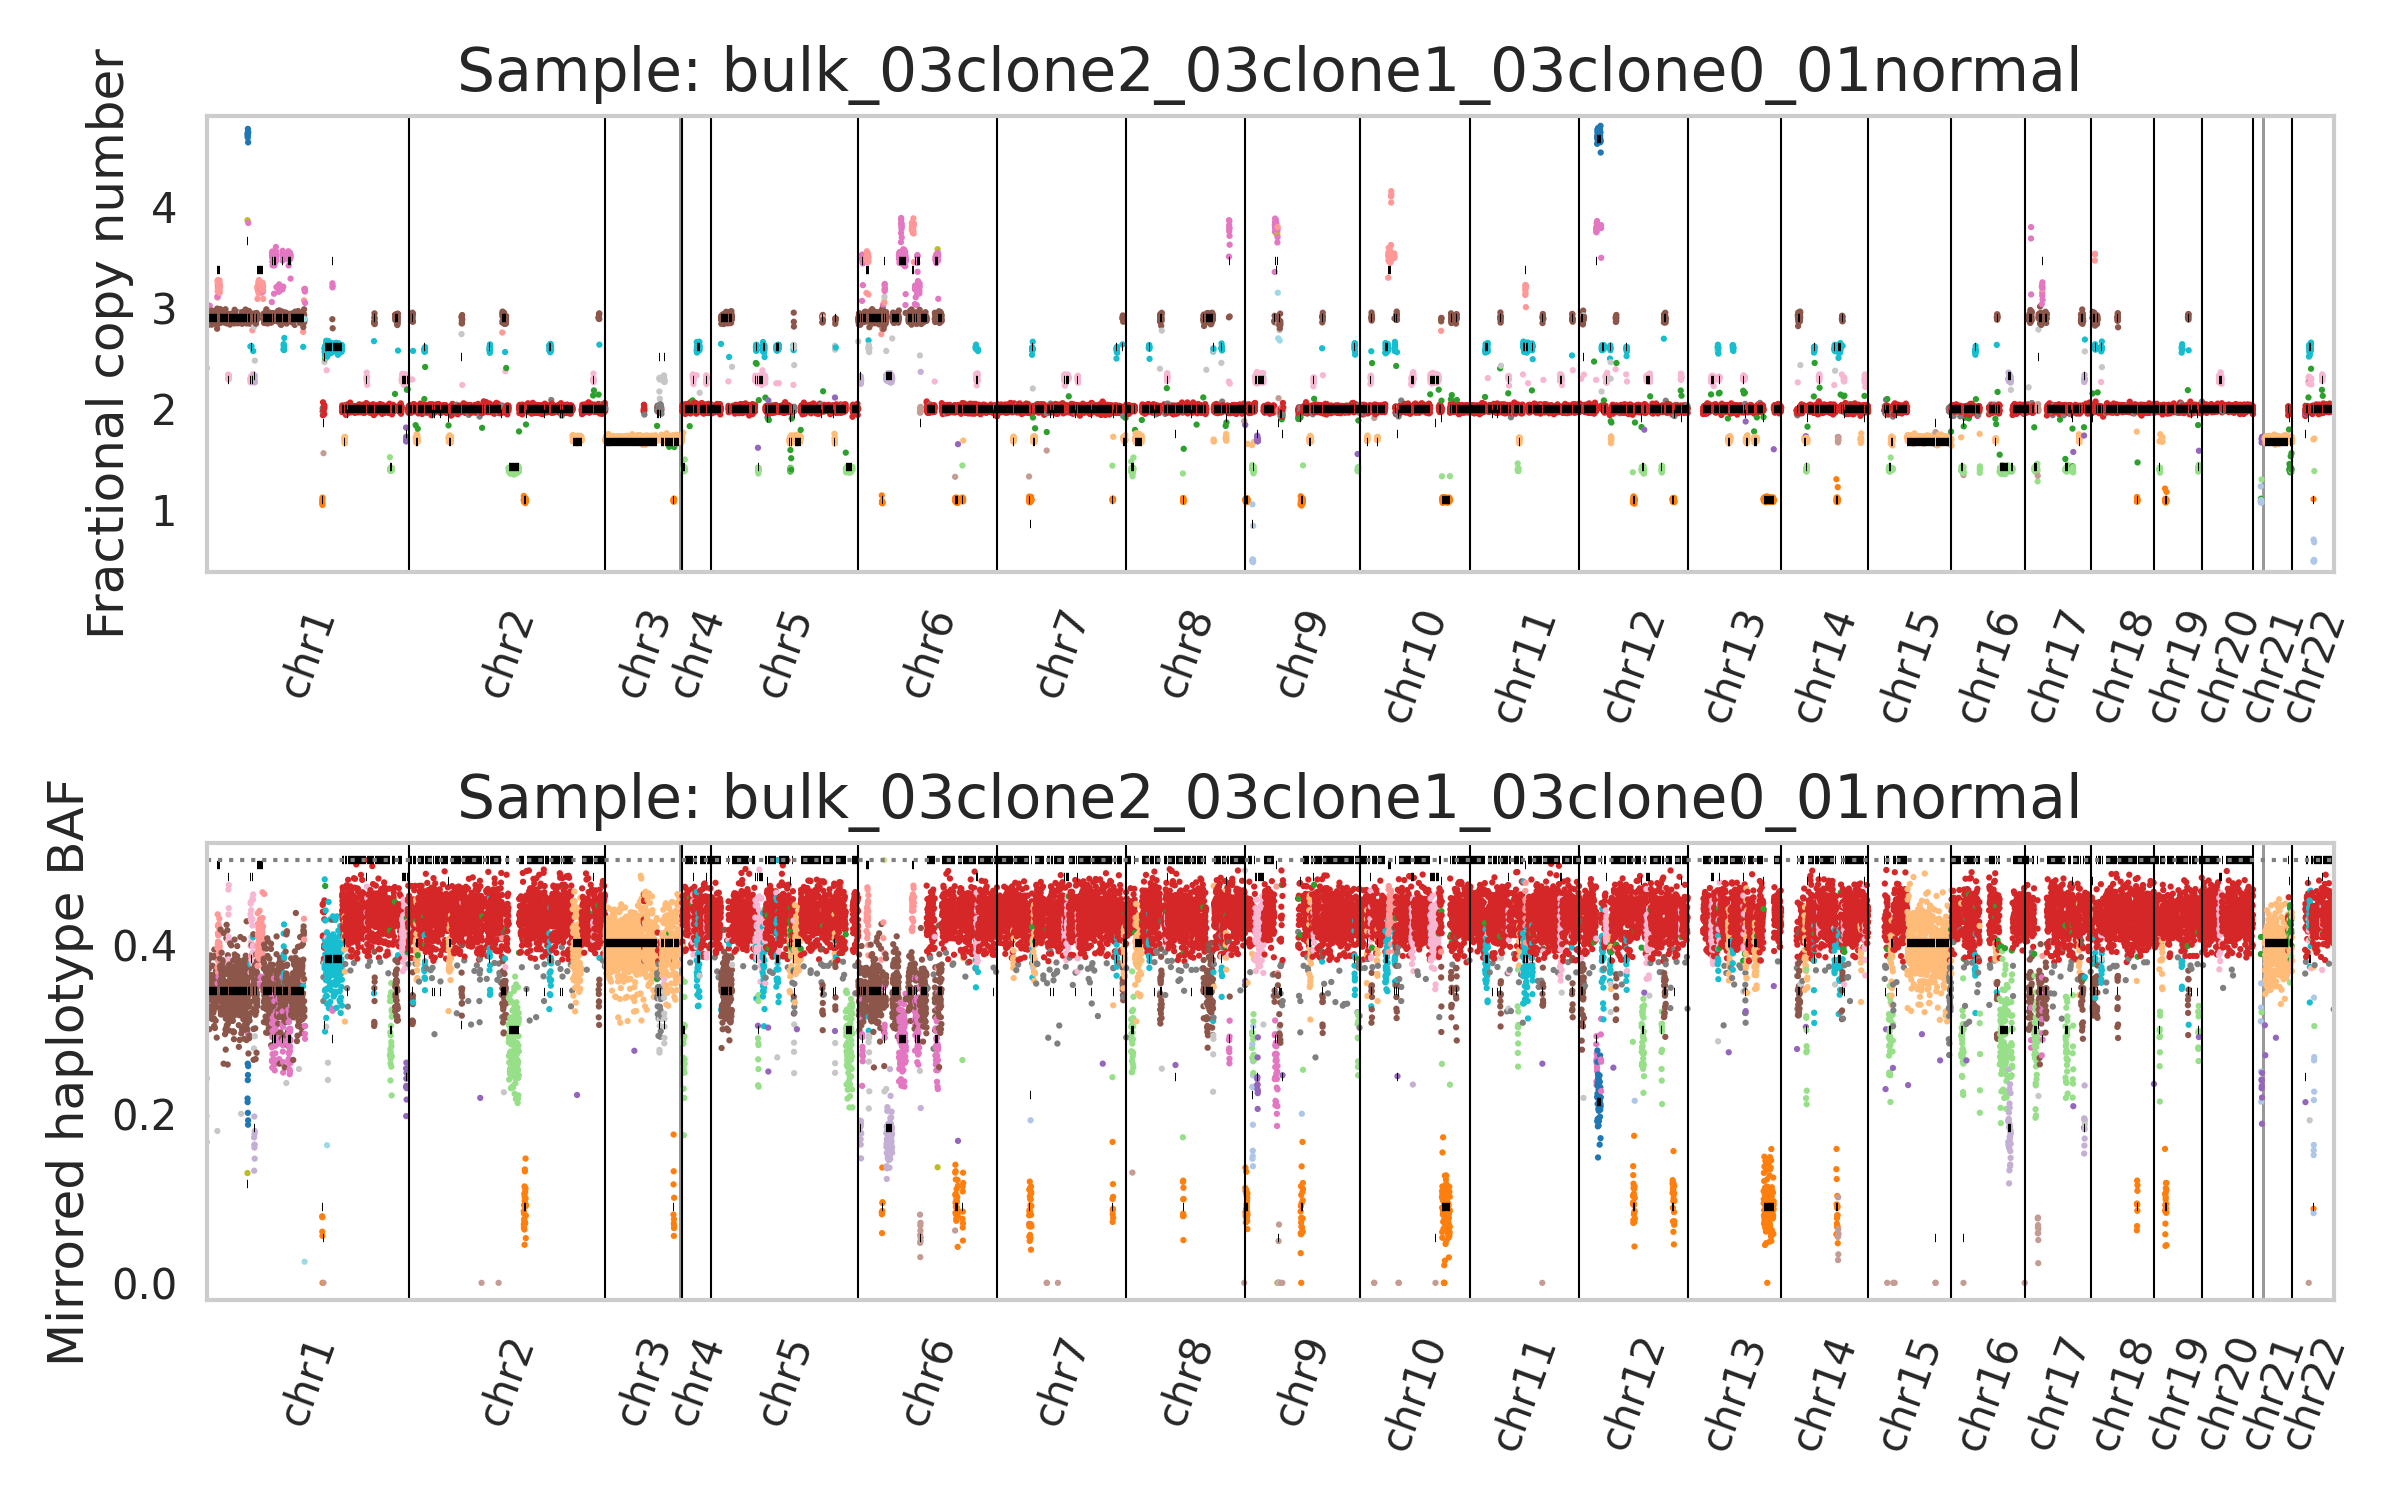 Sample: bulk_03clone2_03clone1_03clone0_01normal
Fractional copy number
4
3
2
1
chr1 chr2 chr3 chr4 chr5 chr6 chr7 chr8 chr9 chr10 chr11 chr12 chr13 chr14 chr15 chr16 chr17 chr18 chr19 chr20 chr21 chr22
Sample: bulk_03clone2_03clone1_03clone0_01normal
Mirrored haplotype BAF
0.4
0.2
0.0
chr1 chr2 chr3 chr4 chr5 chr6 chr7 chr8 chr9 chr10 chr11 chr12 chr13 chr14 chr15 chr16 chr17 chr18 chr19 chr20 chr21 chr22